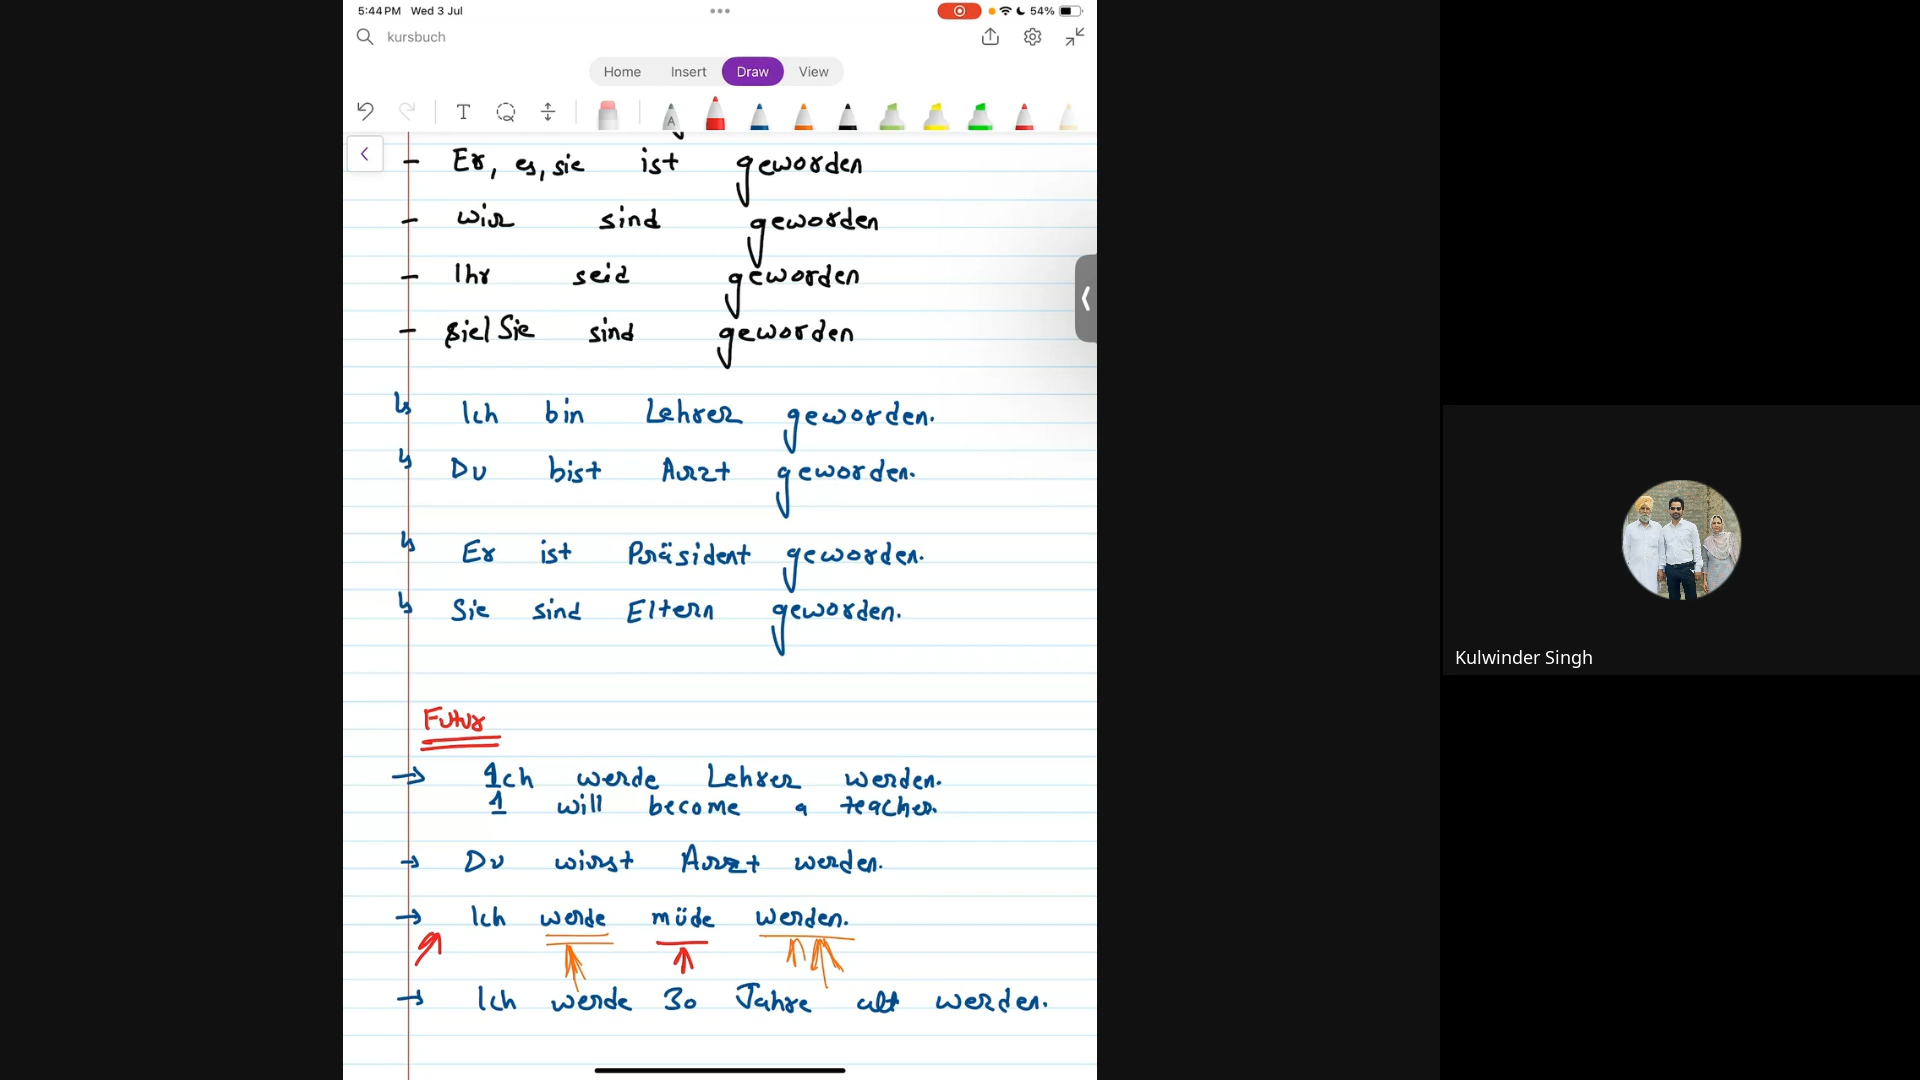 5:44 PM Wed 3 Jul
54%
kursbuch
Home Insert Draw View
A
- Er, es, sie ist geworden
- wir sind geworden
- Ihr seid geworden
- sie/Sie sind geworden
↳ Ich bin Lehrer geworden.
↳ Du bist Arzt geworden.
↳ Er ist Präsident geworden.
↳ Sie sind Eltern geworden.
Futur
→ Ich werde Lehrer werden.
I will become a teacher.
→ Du wirst Arzt werden.
→ Ich werde müde werden.
→ Ich werde 30 Jahre alt werden.
Kulwinder Singh